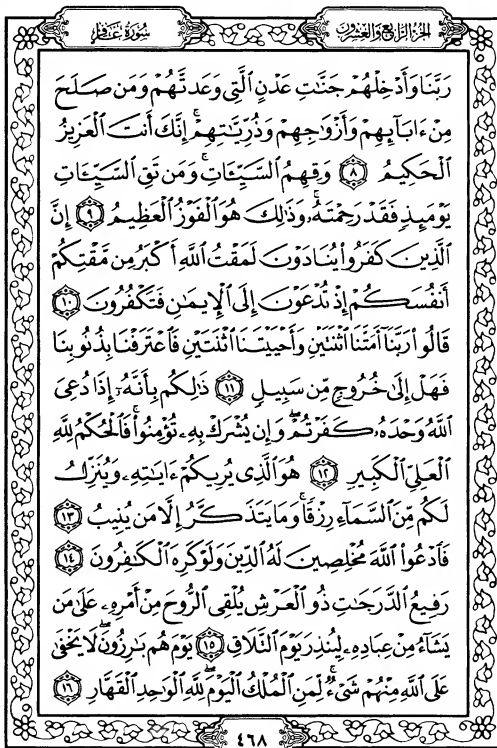 الجزء الرابع والعشرون
سورة غافر
رَبَّنَا وَأَدْخِلْهُمْ جَنَّـٰتِ عَدْنٍ ٱلَّتِى وَعَدتَّهُمْ وَمَن صَلَحَ
مِنْ ءَابَآئِهِمْ وَأَزْوَٰجِهِمْ وَذُرِّيَّـٰتِهِمْ ۚ إِنَّكَ أَنتَ ٱلْعَزِيزُ
ٱلْحَكِيمُ ٨ وَقِهِمُ ٱلسَّيِّـَٔاتِ ۚ وَمَن تَقِ ٱلسَّيِّـَٔاتِ
يَوْمَئِذٍ فَقَدْ رَحِمْتَهُۥ ۚ وَذَٰلِكَ هُوَ ٱلْفَوْزُ ٱلْعَظِيمُ ٩ إِنَّ
ٱلَّذِينَ كَفَرُوا۟ يُنَادَوْنَ لَمَقْتُ ٱللَّهِ أَكْبَرُ مِن مَّقْتِكُمْ
أَنفُسَكُمْ إِذْ تُدْعَوْنَ إِلَى ٱلْإِيمَـٰنِ فَتَكْفُرُونَ ١٠
قَالُوا۟ رَبَّنَآ أَمَتَّنَا ٱثْنَتَيْنِ وَأَحْيَيْتَنَا ٱثْنَتَيْنِ فَٱعْتَرَفْنَا بِذُنُوبِنَا
فَهَلْ إِلَىٰ خُرُوجٍ مِّن سَبِيلٍ ١١ ذَٰلِكُم بِأَنَّهُۥٓ إِذَا دُعِىَ
ٱللَّهُ وَحْدَهُۥ كَفَرْتُمْ ۖ وَإِن يُشْرَكْ بِهِۦ تُؤْمِنُوا۟ ۚ فَٱلْحُكْمُ لِلَّهِ
ٱلْعَلِىِّ ٱلْكَبِيرِ ١٢ هُوَ ٱلَّذِى يُرِيكُمْ ءَايَـٰتِهِۦ وَيُنَزِّلُ
لَكُم مِّنَ ٱلسَّمَآءِ رِزْقًا ۚ وَمَا يَتَذَكَّرُ إِلَّا مَن يُنِيبُ ١٣
فَٱدْعُوا۟ ٱللَّهَ مُخْلِصِينَ لَهُ ٱلدِّينَ وَلَوْ كَرِهَ ٱلْكَـٰفِرُونَ ١٤
رَفِيعُ ٱلدَّرَجَـٰتِ ذُو ٱلْعَرْشِ يُلْقِى ٱلرُّوحَ مِنْ أَمْرِهِۦ عَلَىٰ مَن
يَشَآءُ مِنْ عِبَادِهِۦ لِيُنذِرَ يَوْمَ ٱلتَّلَاقِ ١٥ يَوْمَ هُم بَـٰرِزُونَ ۖ لَا يَخْفَىٰ
عَلَى ٱللَّهِ مِنْهُمْ شَىْءٌ ۚ لِّمَنِ ٱلْمُلْكُ ٱلْيَوْمَ ۖ لِلَّهِ ٱلْوَٰحِدِ ٱلْقَهَّارِ ١٦
٤٦٨